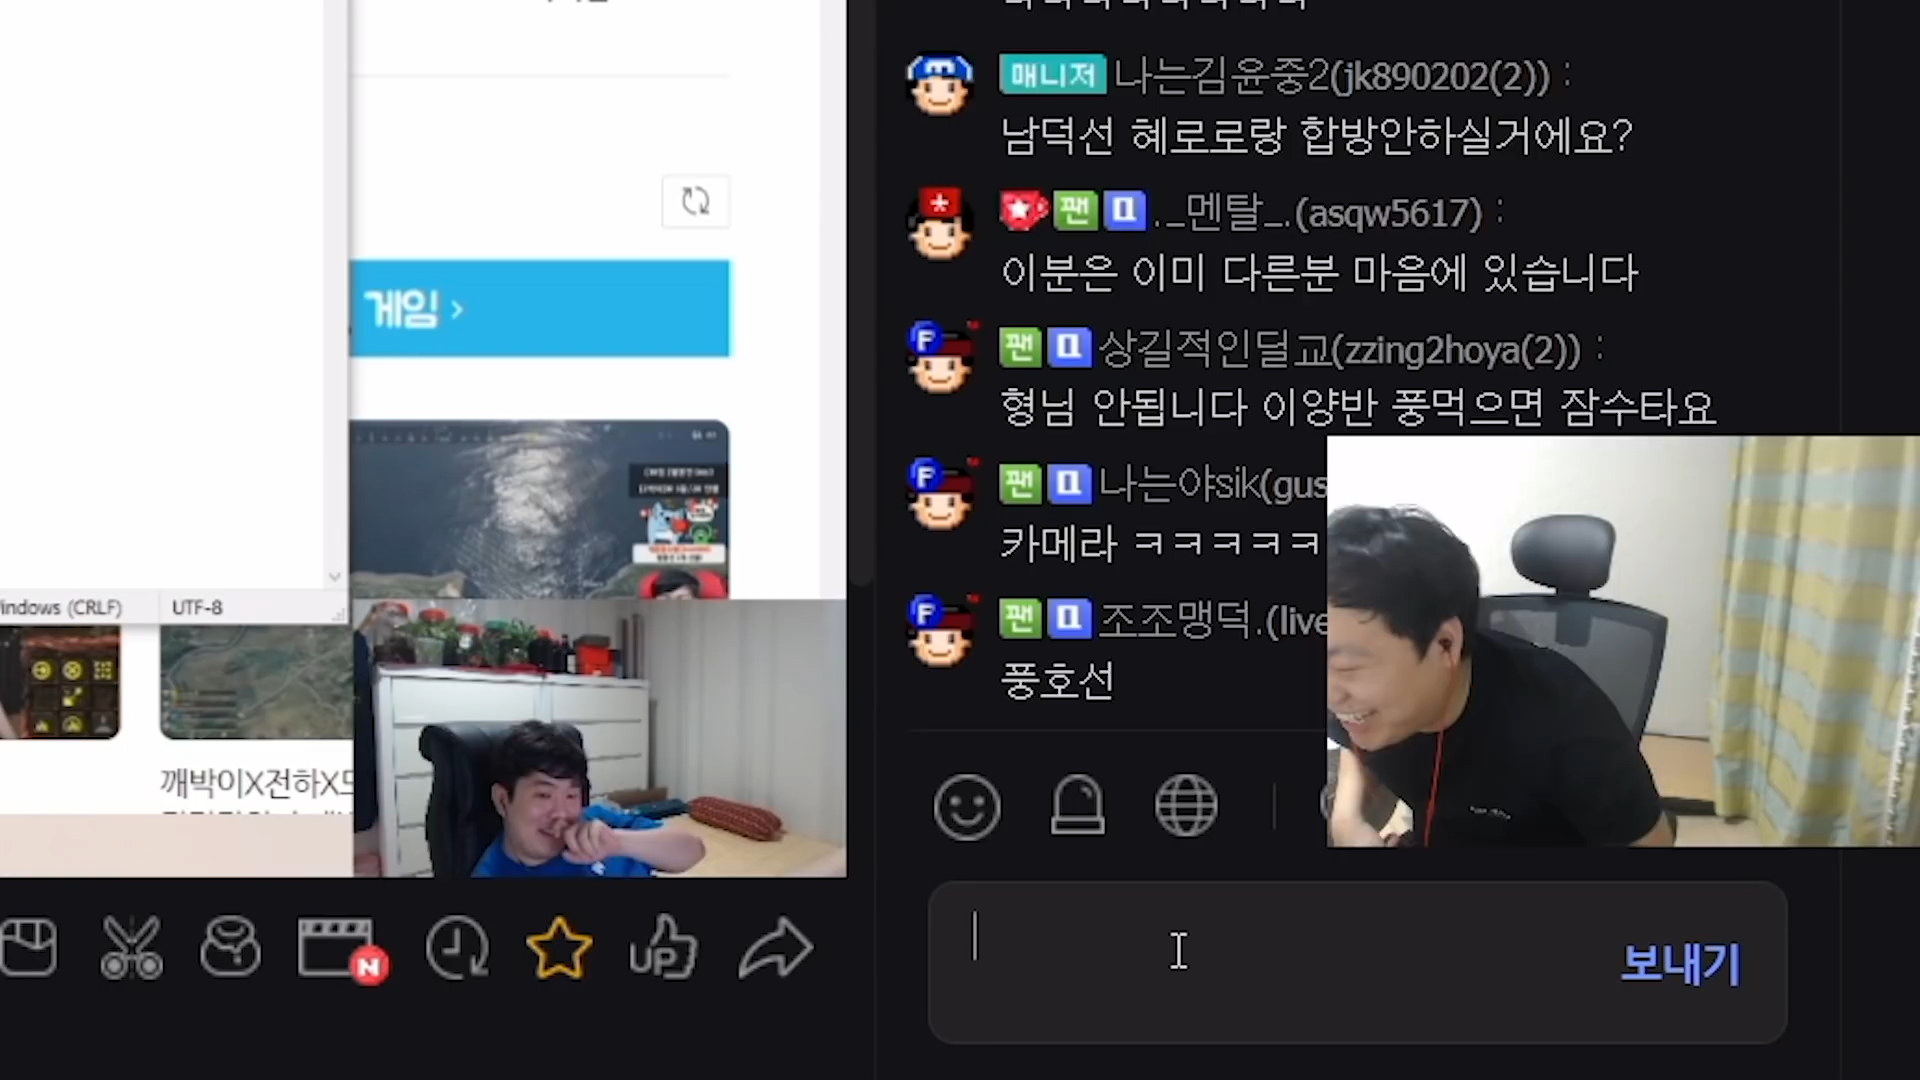 매니저 나는김윤중2(jk890202(2)) :
남덕선 혜로로랑 합방안하실거에요?
팬 ._멘탈_.(asqw5617) :
이분은 이미 다른분 마음에 있습니다
팬 상길적인딜교(zzing2hoya(2)) :
형님 안됩니다 이양반 풍먹으면 잠수타요
팬 나는야sik(gus
카메라 ㅋㅋㅋㅋㅋ
팬 조조맹덕.(live
풍호선
보내기
게임 >
indows (CRLF) UTF-8
깨박이X전하X도
N
UP